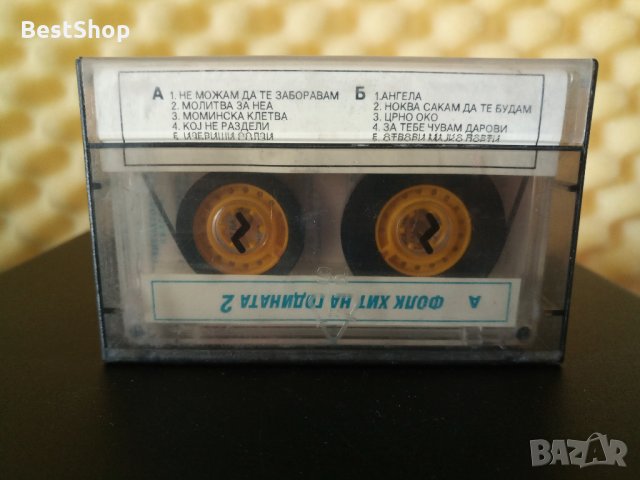 BestShop
А
1. НЕ МОЖАМ ДА ТЕ ЗАБОРАВАМ
2. МОЛИТВА ЗА НЕА
3. МОМИНСКА КЛЕТВА
4. КОЈ НЕ РАЗДЕЛИ
5.
Б
1.АНГЕЛА
2. НОКВА САКАМ ДА ТЕ БУДАМ
3. ЦРНО ОКО
4. ЗА ТЕБЕ ЧУВАМ ДАРОВИ
5.
А ФОЛК ХИТ НА ГОДИНАТА 2
BAZAR